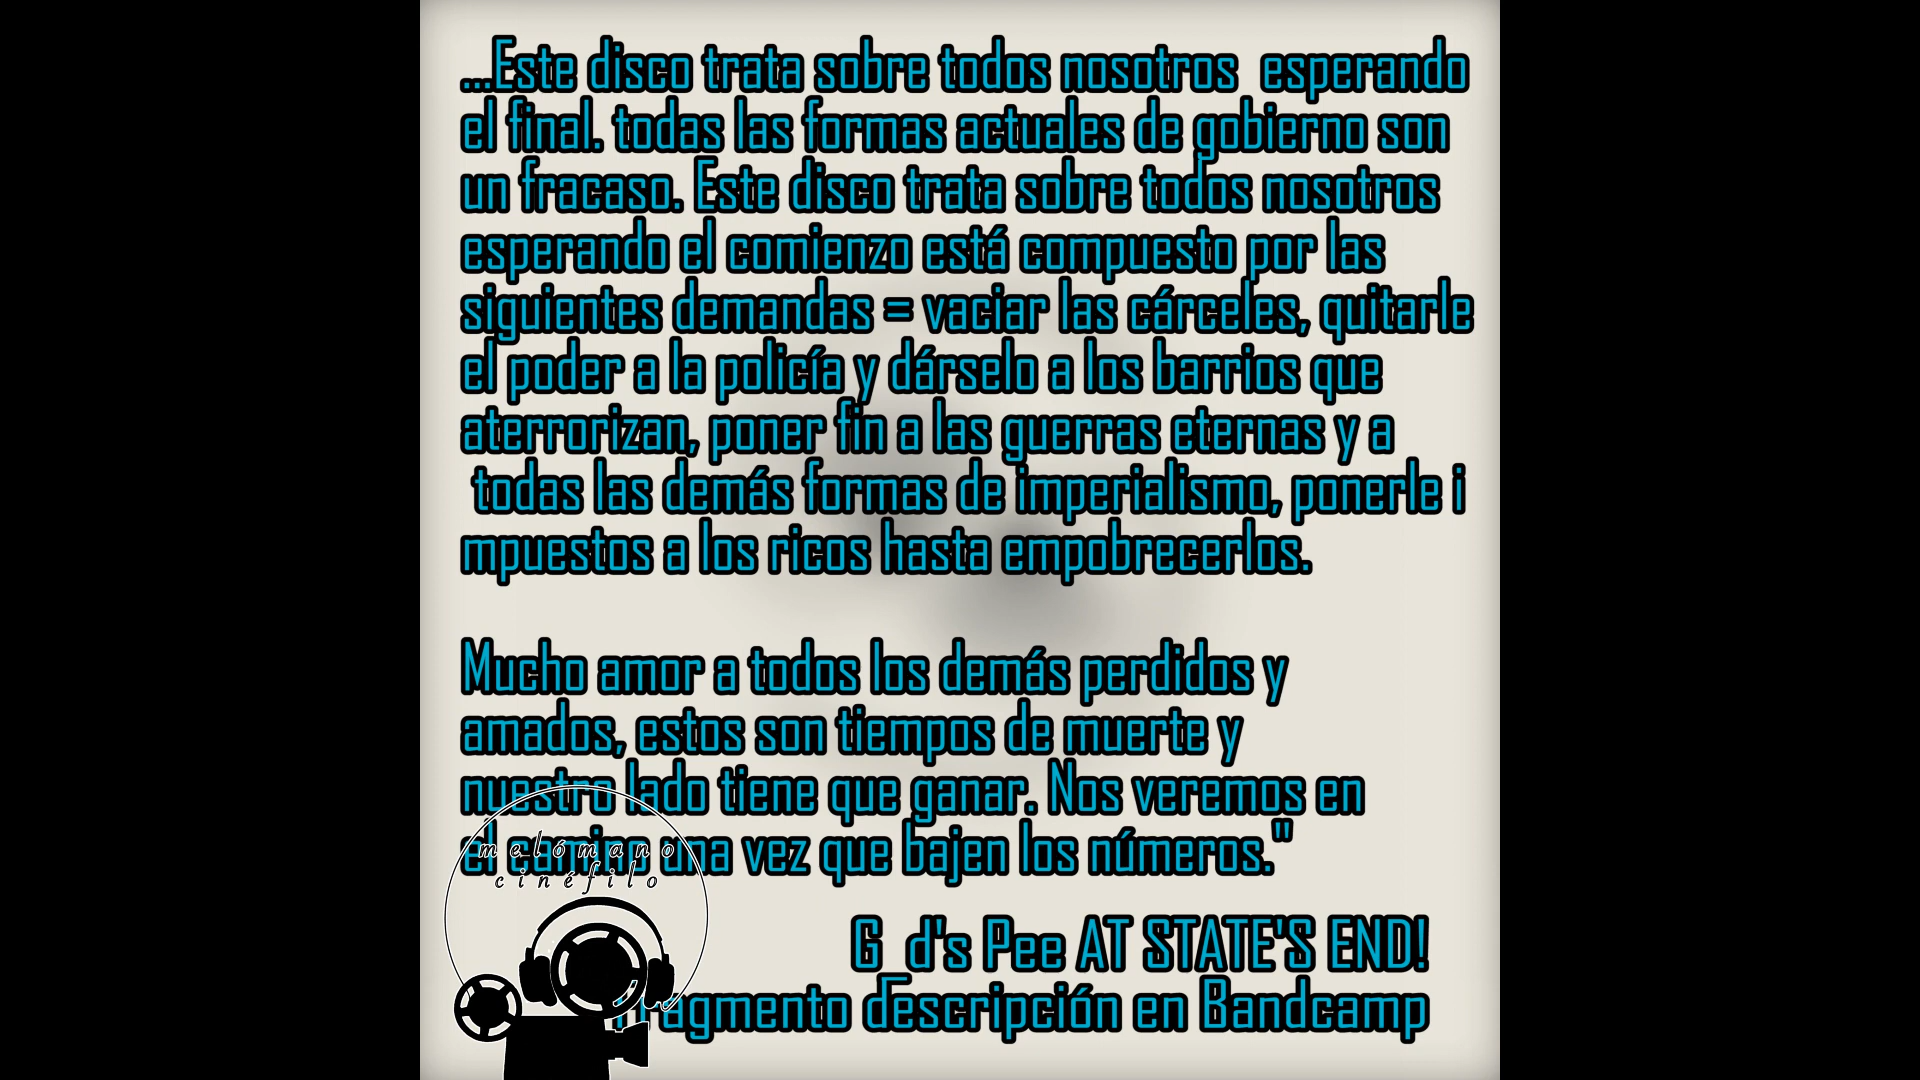 ...Este disco trata sobre todos nosotros  esperando
el final. todas las formas actuales de gobierno son
un fracaso. Este disco trata sobre todos nosotros
esperando el comienzo está compuesto por las
siguientes demandas = vaciar las cárceles, quitarle
el poder a la policía y dárselo a los barrios que
aterrorizan, poner fin a las guerras eternas y a
todas las demás formas de imperialismo, ponerle i
mpuestos a los ricos hasta empobrecerlos.
Mucho amor a todos los demás perdidos y
amados, estos son tiempos de muerte y
nuestro lado tiene que ganar. Nos veremos en
el camino una vez que bajen los números."
melómano
cinéfilo
G_d's Pee AT STATE'S END!
Fragmento descripción en Bandcamp